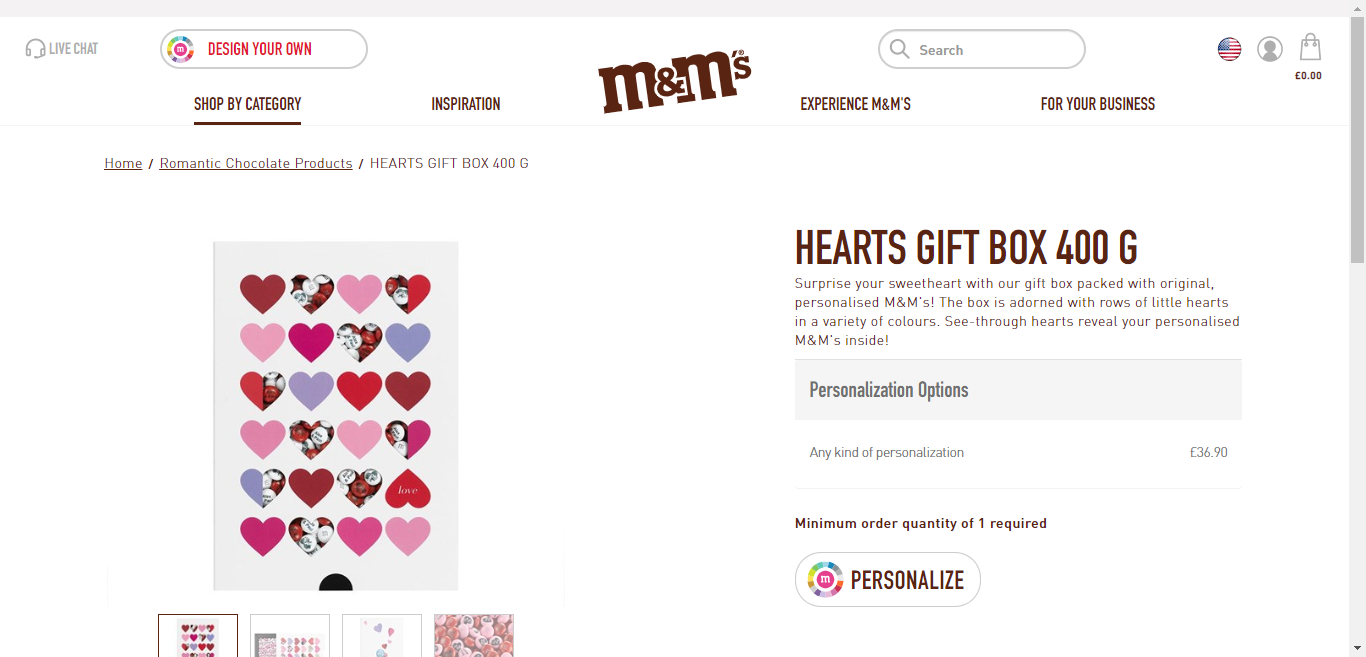 LIVE CHAT
DESIGN YOUR OWN
m&m's
Search
£0.00
SHOP BY CATEGORY
INSPIRATION
EXPERIENCE M&M'S
FOR YOUR BUSINESS
Home / Romantic Chocolate Products / HEARTS GIFT BOX 400 G
love
HEARTS GIFT BOX 400 G
Surprise your sweetheart with our gift box packed with original,
personalised M&M's! The box is adorned with rows of little hearts
in a variety of colours. See-through hearts reveal your personalised
M&M's inside!
Personalization Options
Any kind of personalization £36.90
Minimum order quantity of 1 required
m PERSONALIZE